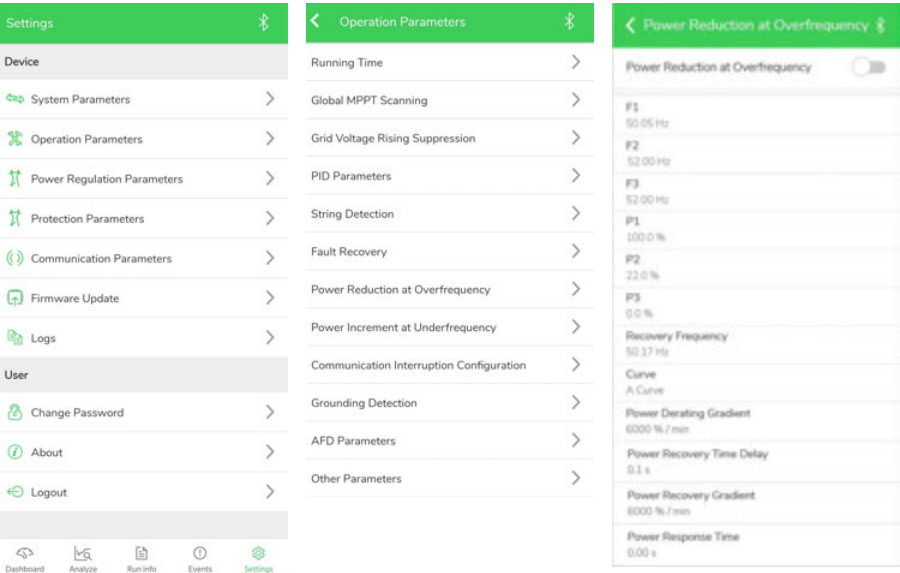 Settings
Device
System Parameters
Operation Parameters
Power Regulation Parameters
Protection Parameters
Communication Parameters
Firmware Update
Logs
User
Change Password
About
Logout
Dashboard
Analyze
Run info
Events
Settings
Operation Parameters
Running Time
Global MPPT Scanning
Grid Voltage Rising Suppression
PID Parameters
String Detection
Fault Recovery
Power Reduction at Overfrequency
Power Increment at Underfrequency
Communication Interruption Configuration
Grounding Detection
AFD Parameters
Other Parameters
Power Reduction at Overfrequency
Power Reduction at Overfrequency
F1
50.05 Hz
F2
52.00 Hz
F3
52.00 Hz
P1
100.0 %
P2
22.0 %
P3
0.0 %
Recovery Frequency
50.17 Hz
Curve
A Curve
Power Derating Gradient
6000 % / min
Power Recovery Time Delay
0.1 s
Power Recovery Gradient
6000 % / min
Power Response Time
0.00 s